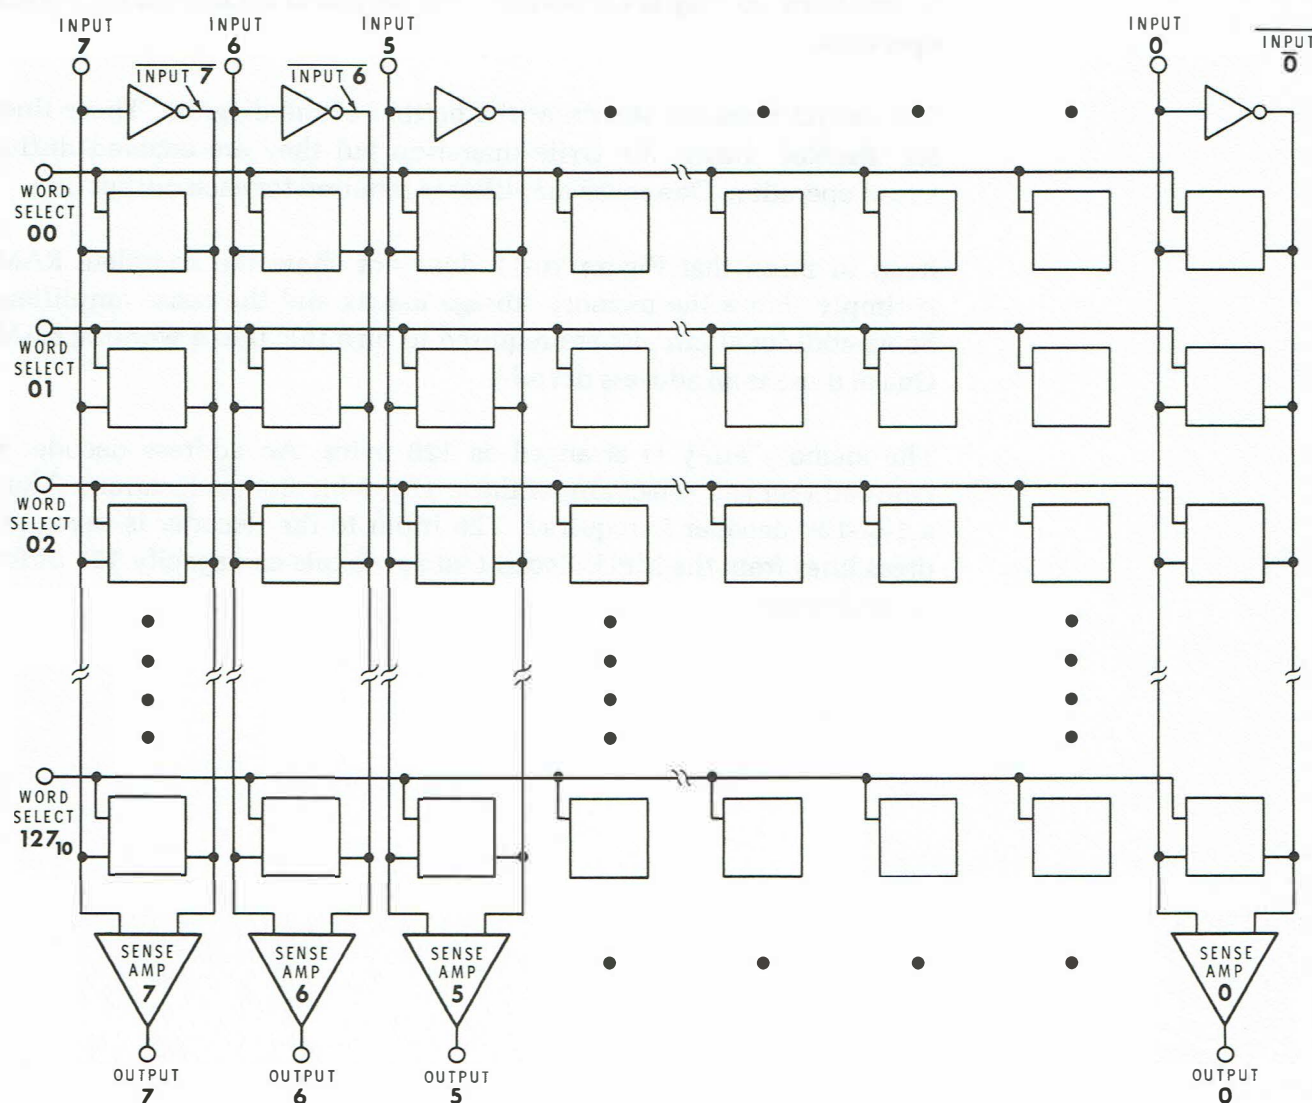 INPUT
7
INPUT
6
INPUT
5
INPUT
0
INPUT
0
INPUT 7
INPUT 6
WORD
SELECT
00
WORD
SELECT
01
WORD
SELECT
02
WORD
SELECT
127₁₀
SENSE
AMP
7
SENSE
AMP
6
SENSE
AMP
5
SENSE
AMP
0
OUTPUT
7
OUTPUT
6
OUTPUT
5
OUTPUT
0